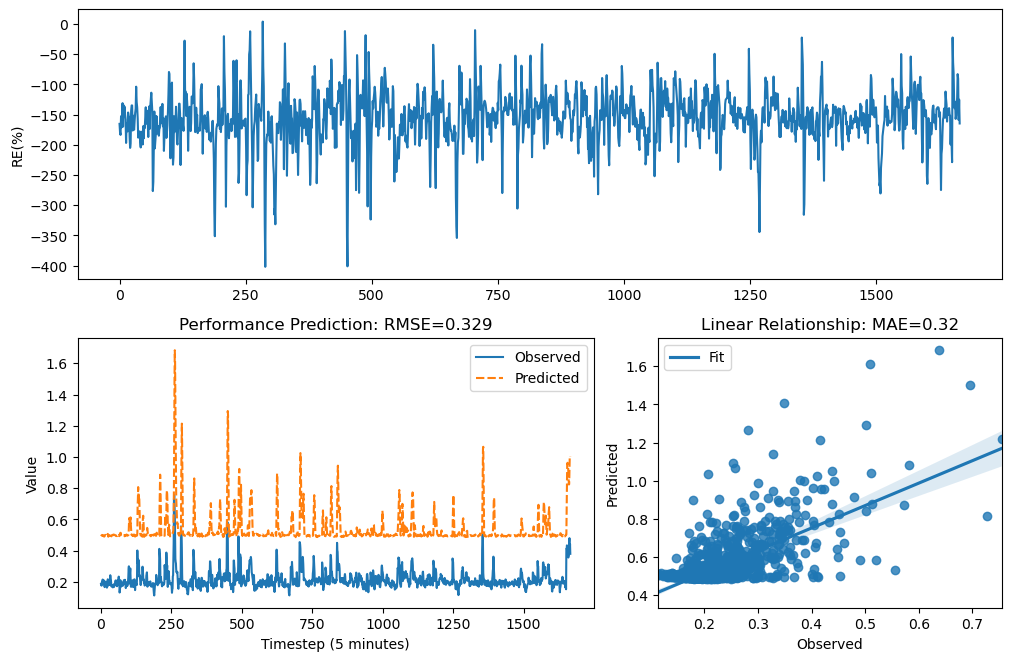 0
−50
−100
−150
−200
−250
−300
−350
−400
RE(%)
0 250 500 750 1000 1250 1500
Performance Prediction: RMSE=0.329
Observed
Predicted
1.6
1.4
1.2
1.0
0.8
0.6
0.4
0.2
Value
0 250 500 750 1000 1250 1500
Timestep (5 minutes)
Linear Relationship: MAE=0.32
Fit
1.6
1.4
1.2
1.0
0.8
0.6
0.4
Predicted
0.2 0.3 0.4 0.5 0.6 0.7
Observed